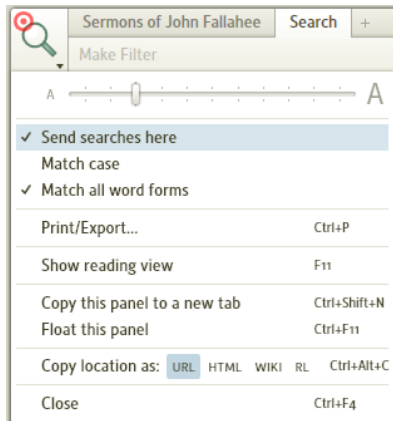 Sermons of John Fallahee Search +
Make Filter
A A
✓ Send searches here
Match case
✓ Match all word forms
Print/Export... Ctrl+P
Show reading view F11
Copy this panel to a new tab Ctrl+Shift+N
Float this panel Ctrl+F11
Copy location as: URL HTML WIKI RL Ctrl+Alt+C
Close Ctrl+F4